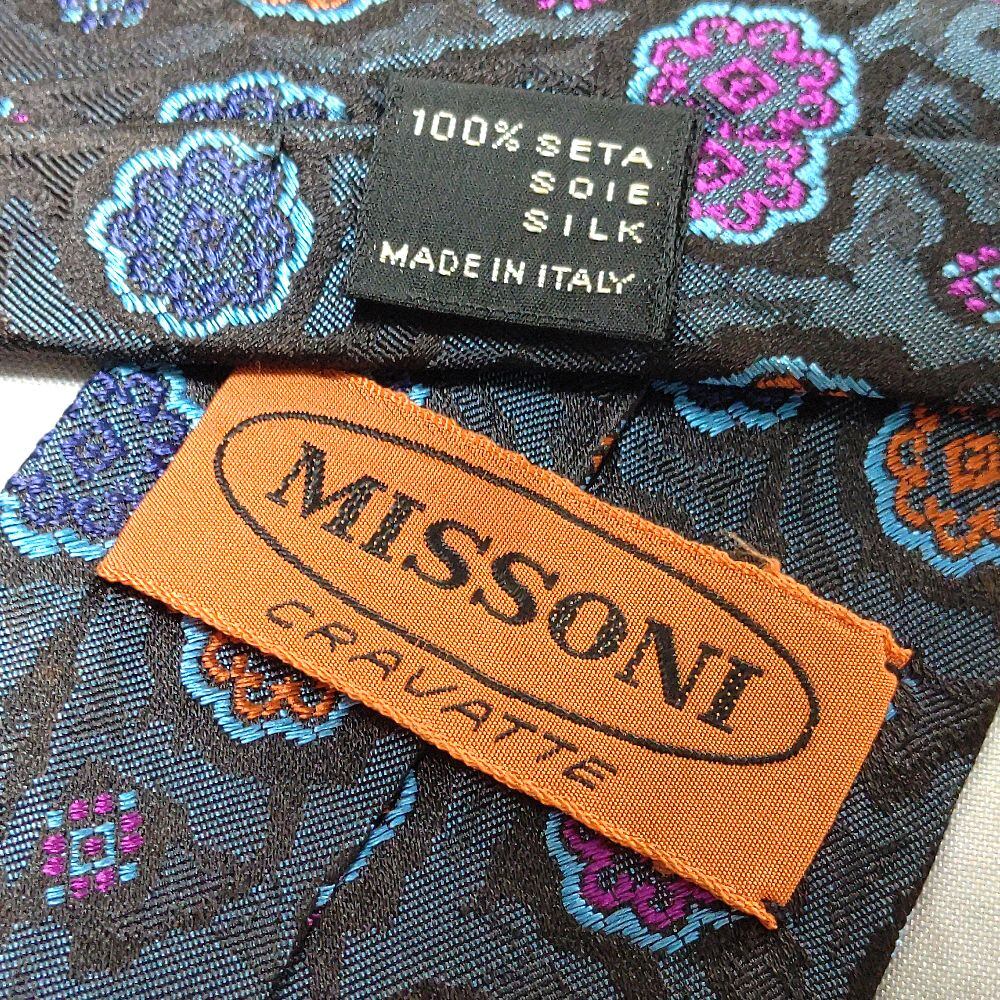 100% SETA
SOIE
SILK
MADE IN ITALY
MISSONI
CRAVATTE